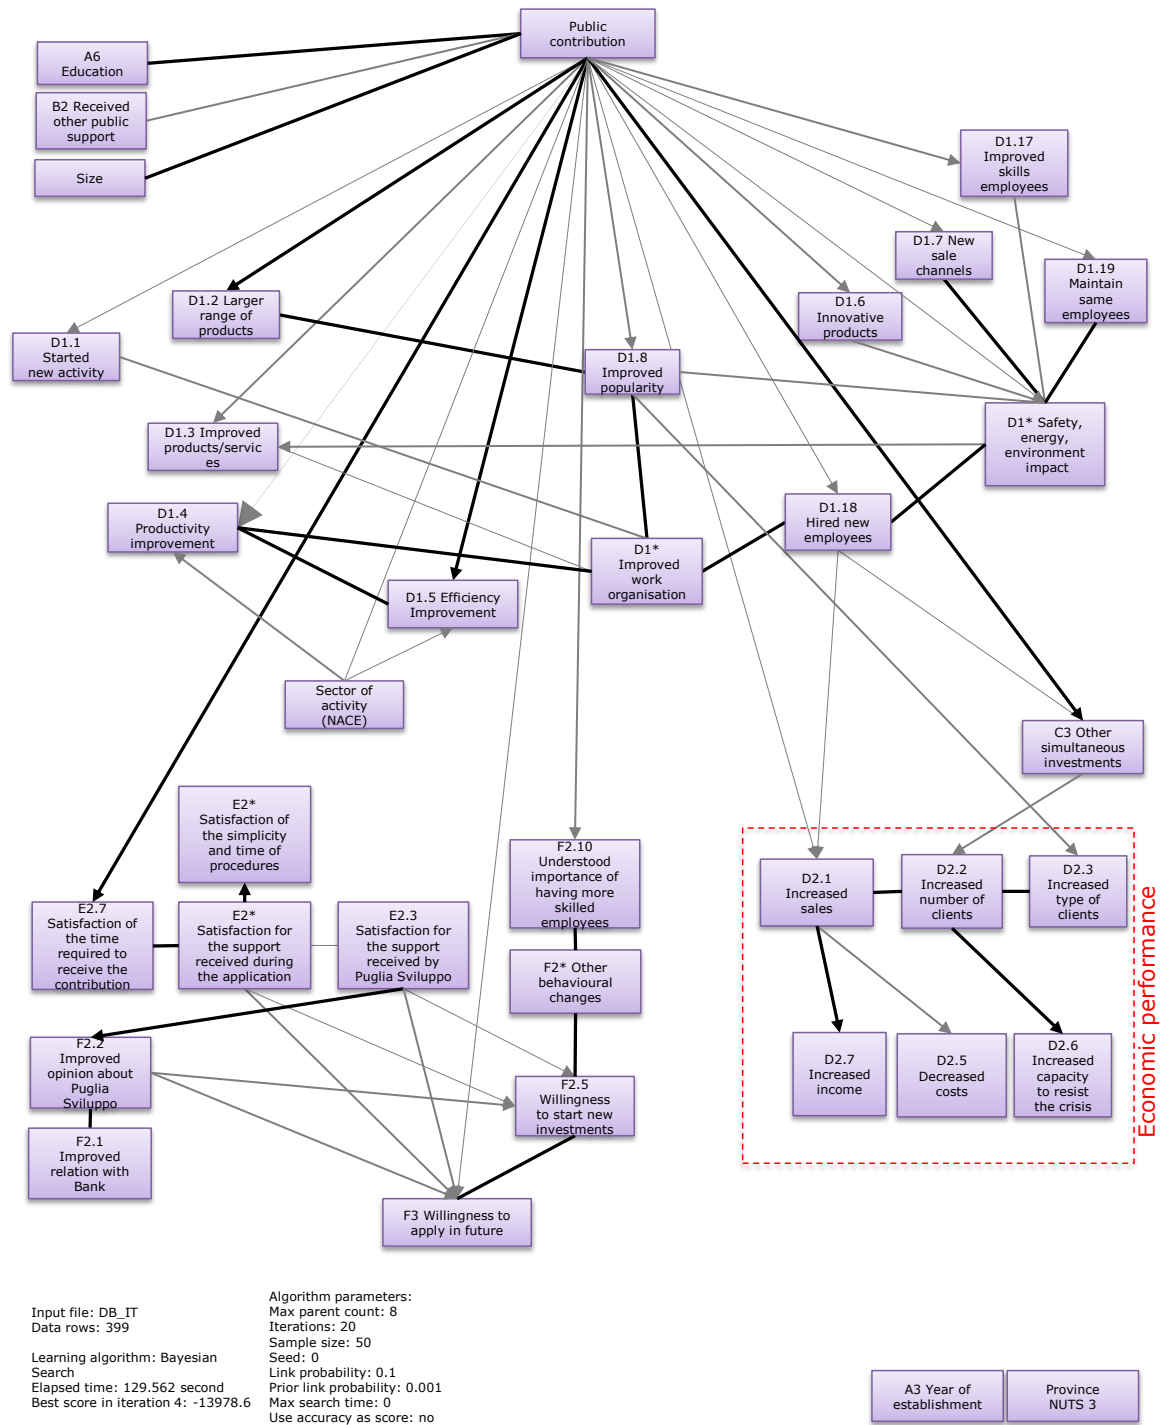 Public
contribution
A6
Education
B2 Received
other public
support
Size
D1.17
Improved
skills
employees
D1.7 New
sale
channels
D1.19
Maintain
same
employees
D1.2 Larger
range of
products
D1.6
Innovative
products
D1.1
Started
new activity
D1.8
Improved
popularity
D1.3 Improved
products/servic
es
D1* Safety,
energy,
environment
impact
D1.4
Productivity
improvement
D1.18
Hired new
employees
D1*
Improved
work
organisation
D1.5 Efficiency
Improvement
Sector of
activity
(NACE)
C3 Other
simultaneous
investments
E2*
Satisfaction of
the simplicity
and time of
procedures
F2.10
Understood
importance of
having more
skilled
employees
D2.1
Increased
sales
D2.2
Increased
number of
clients
D2.3
Increased
type of
clients
Economic performance
E2.7
Satisfaction of
the time
required to
receive the
contribution
E2*
Satisfaction for
the support
received during
the application
E2.3
Satisfaction for
the support
received by
Puglia Sviluppo
F2* Other
behavioural
changes
D2.7
Increased
income
D2.5
Decreased
costs
D2.6
Increased
capacity
to resist
the crisis
F2.2
Improved
opinion about
Puglia
Sviluppo
F2.5
Willingness
to start new
investments
F2.1
Improved
relation with
Bank
F3 Willingness to
apply in future
Input file: DB_IT
Data rows: 399
Learning algorithm: Bayesian
Search
Elapsed time: 129.562 second
Best score in iteration 4: -13978.6
Algorithm parameters:
Max parent count: 8
Iterations: 20
Sample size: 50
Seed: 0
Link probability: 0.1
Prior link probability: 0.001
Max search time: 0
Use accuracy as score: no
A3 Year of
establishment
Province
NUTS 3